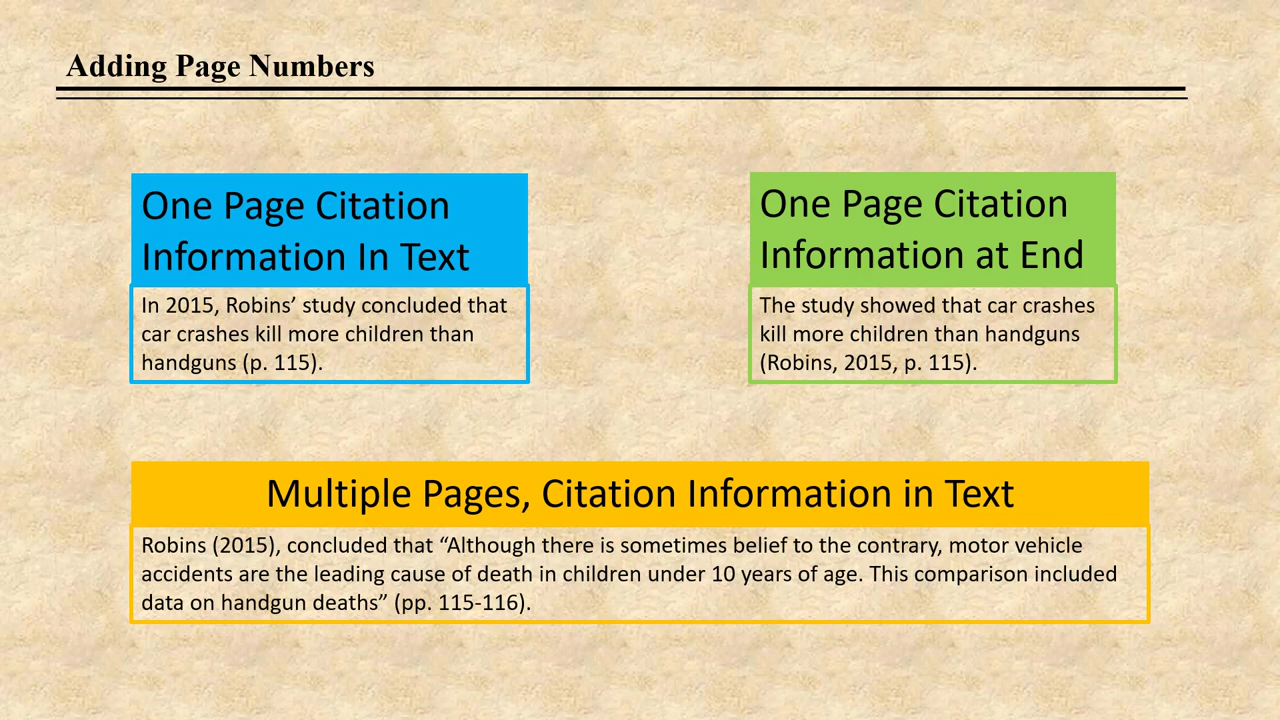 Adding Page Numbers
One Page Citation
Information In Text
In 2015, Robins’ study concluded that
car crashes kill more children than
handguns (p. 115).
One Page Citation
Information at End
The study showed that car crashes
kill more children than handguns
(Robins, 2015, p. 115).
Multiple Pages, Citation Information in Text
Robins (2015), concluded that “Although there is sometimes belief to the contrary, motor vehicle
accidents are the leading cause of death in children under 10 years of age. This comparison included
data on handgun deaths” (pp. 115-116).